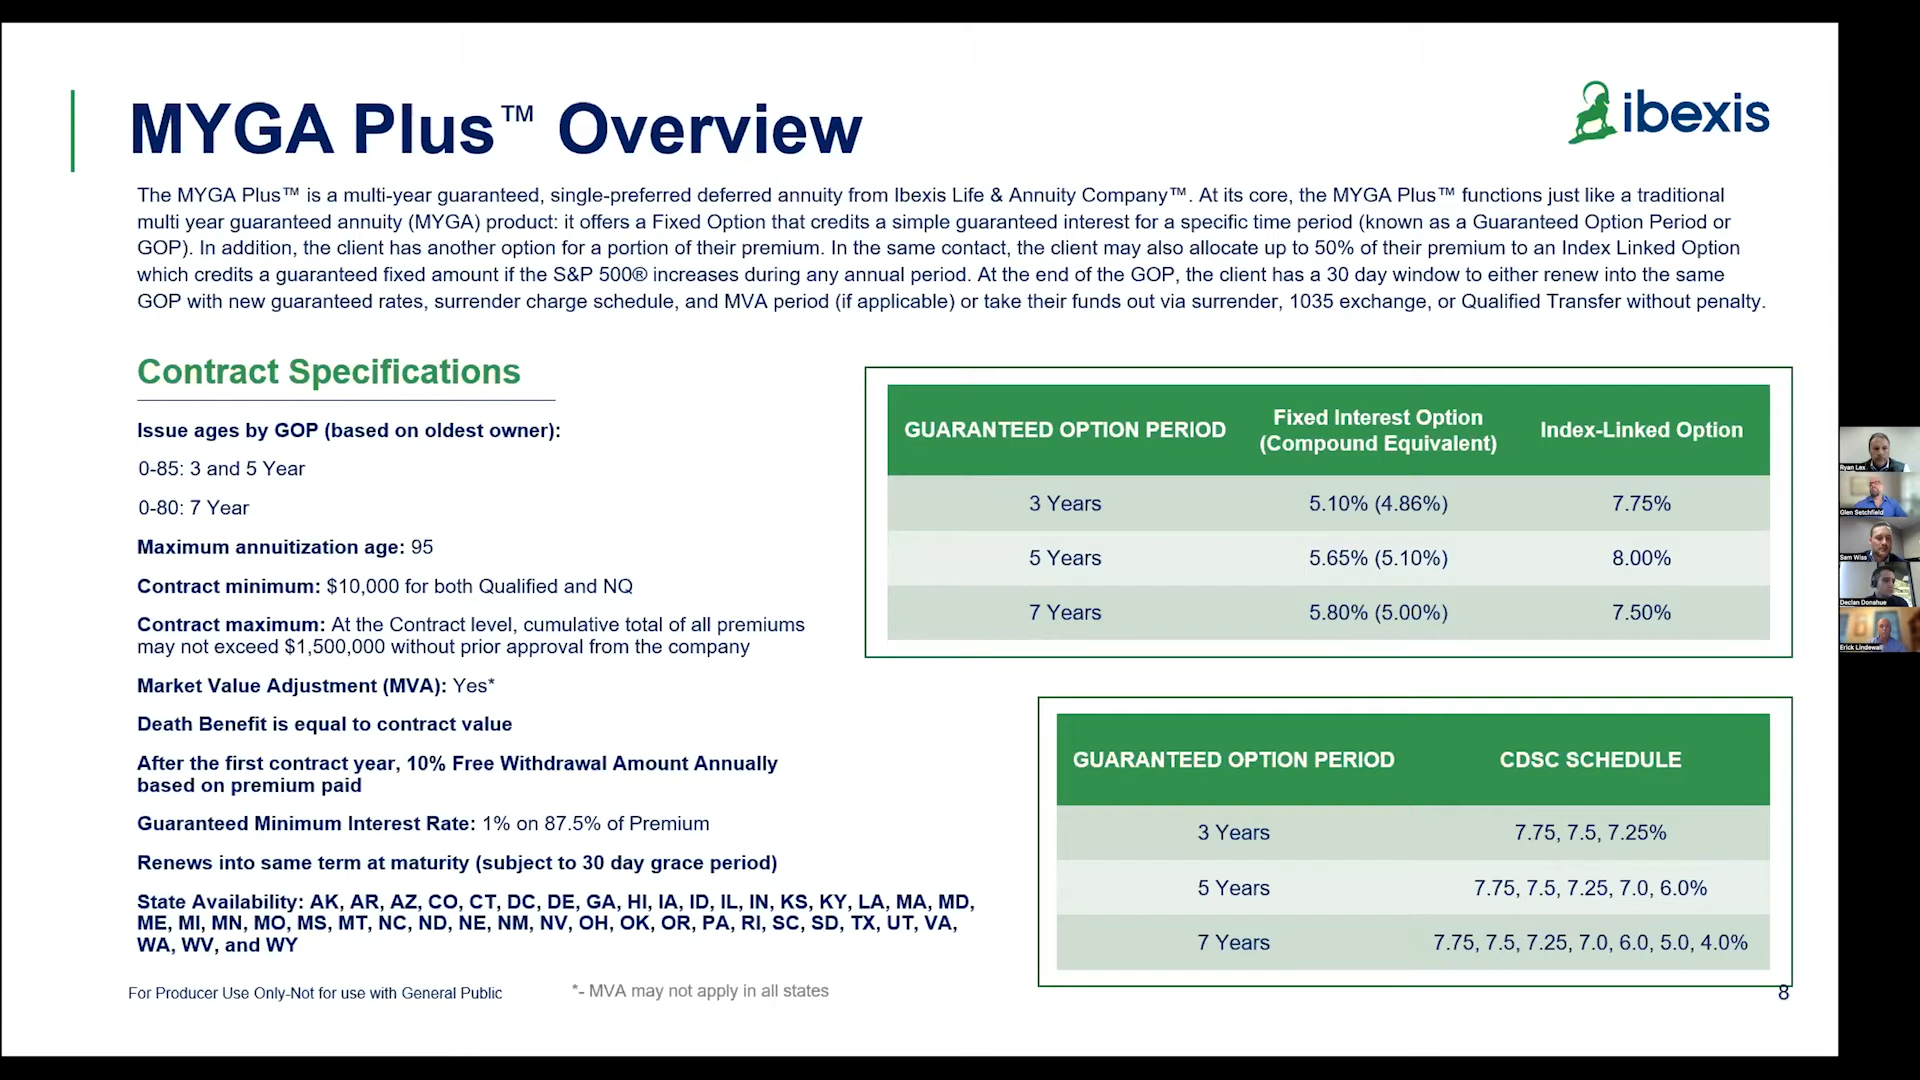 MYGA Plus™ Overview
ibexis
The MYGA Plus™ is a multi-year guaranteed, single-preferred deferred annuity from Ibexis Life & Annuity Company™. At its core, the MYGA Plus™ functions just like a traditional
multi year guaranteed annuity (MYGA) product: it offers a Fixed Option that credits a simple guaranteed interest for a specific time period (known as a Guaranteed Option Period or
GOP). In addition, the client has another option for a portion of their premium. In the same contact, the client may also allocate up to 50% of their premium to an Index Linked Option
which credits a guaranteed fixed amount if the S&P 500® increases during any annual period. At the end of the GOP, the client has a 30 day window to either renew into the same
GOP with new guaranteed rates, surrender charge schedule, and MVA period (if applicable) or take their funds out via surrender, 1035 exchange, or Qualified Transfer without penalty.
Contract Specifications
Issue ages by GOP (based on oldest owner):
0-85: 3 and 5 Year
0-80: 7 Year
Maximum annuitization age: 95
Contract minimum: $10,000 for both Qualified and NQ
Contract maximum: At the Contract level, cumulative total of all premiums
may not exceed $1,500,000 without prior approval from the company
Market Value Adjustment (MVA): Yes*
Death Benefit is equal to contract value
After the first contract year, 10% Free Withdrawal Amount Annually
based on premium paid
Guaranteed Minimum Interest Rate: 1% on 87.5% of Premium
Renews into same term at maturity (subject to 30 day grace period)
State Availability: AK, AR, AZ, CO, CT, DC, DE, GA, HI, IA, ID, IL, IN, KS, KY, LA, MA, MD,
ME, MI, MN, MO, MS, MT, NC, ND, NE, NM, NV, OH, OK, OR, PA, RI, SC, SD, TX, UT, VA,
WA, WV, and WY
GUARANTEED OPTION PERIOD Fixed Interest Option (Compound Equivalent) Index-Linked Option
3 Years 5.10% (4.86%) 7.75%
5 Years 5.65% (5.10%) 8.00%
7 Years 5.80% (5.00%) 7.50%
GUARANTEED OPTION PERIOD CDSC SCHEDULE
3 Years 7.75, 7.5, 7.25%
5 Years 7.75, 7.5, 7.25, 7.0, 6.0%
7 Years 7.75, 7.5, 7.25, 7.0, 6.0, 5.0, 4.0%
For Producer Use Only-Not for use with General Public
*- MVA may not apply in all states
8
Ryan Lex
Glen Setchfield
Sam Wiss
Declan Donahue
Erick Lindewall